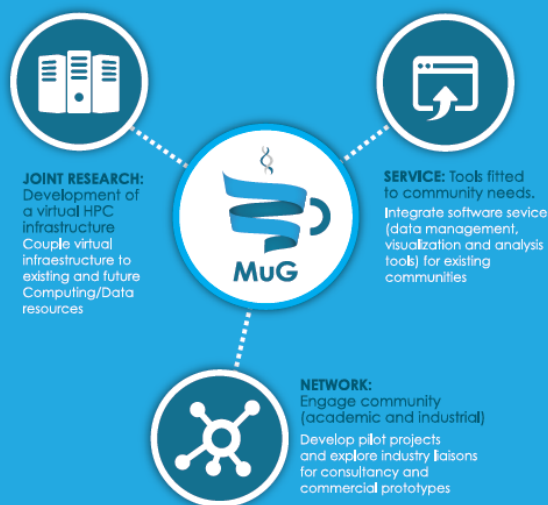 JOINT RESEARCH:
Development of
a virtual HPC
infrastructure
Couple virtual
infraestructure to
existing and future
Computing/Data
resources
SERVICE: Tools fitted
to community needs.
Integrate software sevice
(data management,
visualization and analysis
tools) for existing
communities
MuG
NETWORK:
Engage community
(academic and industrial)
Develop pilot projects
and explore industry liaisons
for consultancy and
commercial prototypes